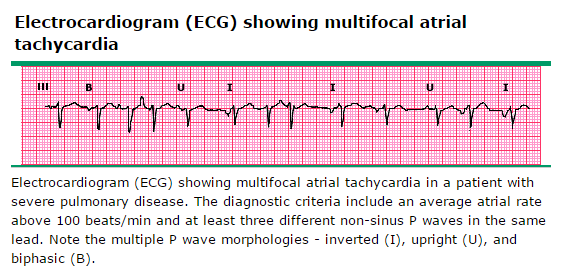 Electrocardiogram (ECG) showing multifocal atrial
tachycardia
III B U I I U I
Electrocardiogram (ECG) showing multifocal atrial tachycardia in a patient with
severe pulmonary disease. The diagnostic criteria include an average atrial rate
above 100 beats/min and at least three different non-sinus P waves in the same
lead. Note the multiple P wave morphologies - inverted (I), upright (U), and
biphasic (B).